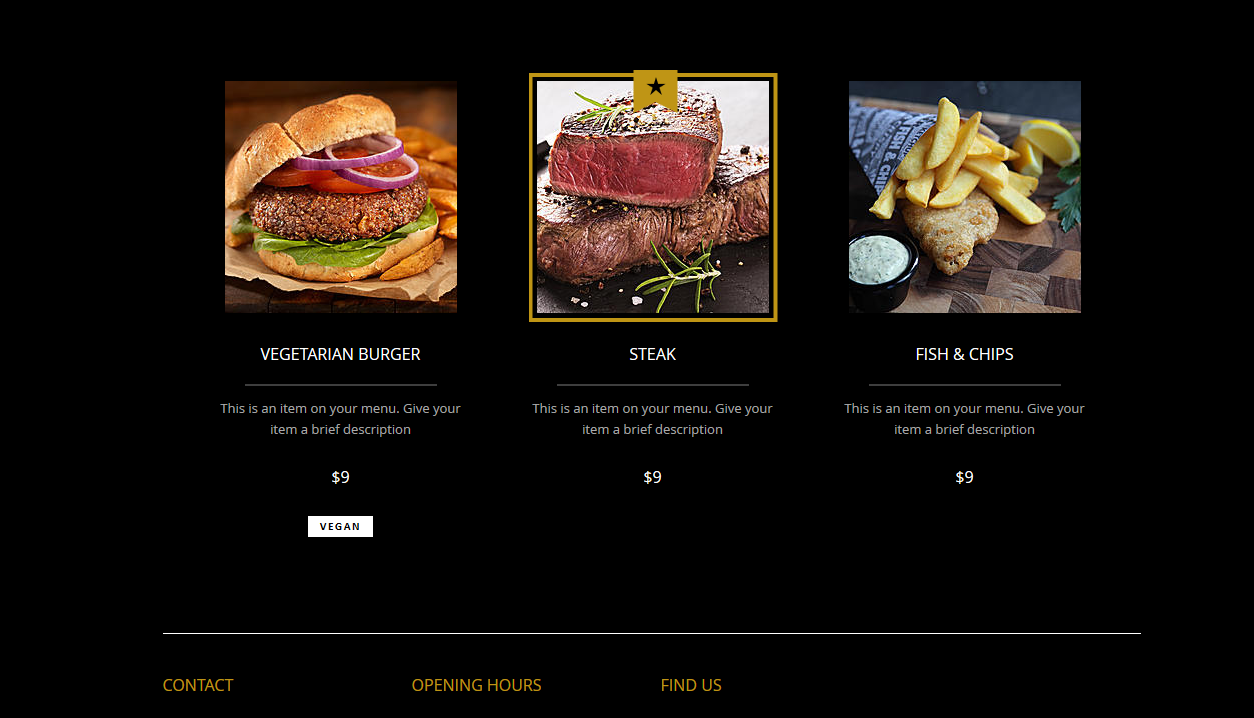 FISH & CHIPS
VEGETARIAN BURGER
STEAK
FISH & CHIPS
This is an item on your menu. Give your
item a brief description
This is an item on your menu. Give your
item a brief description
This is an item on your menu. Give your
item a brief description
$9
$9
$9
VEGAN
CONTACT
OPENING HOURS
FIND US